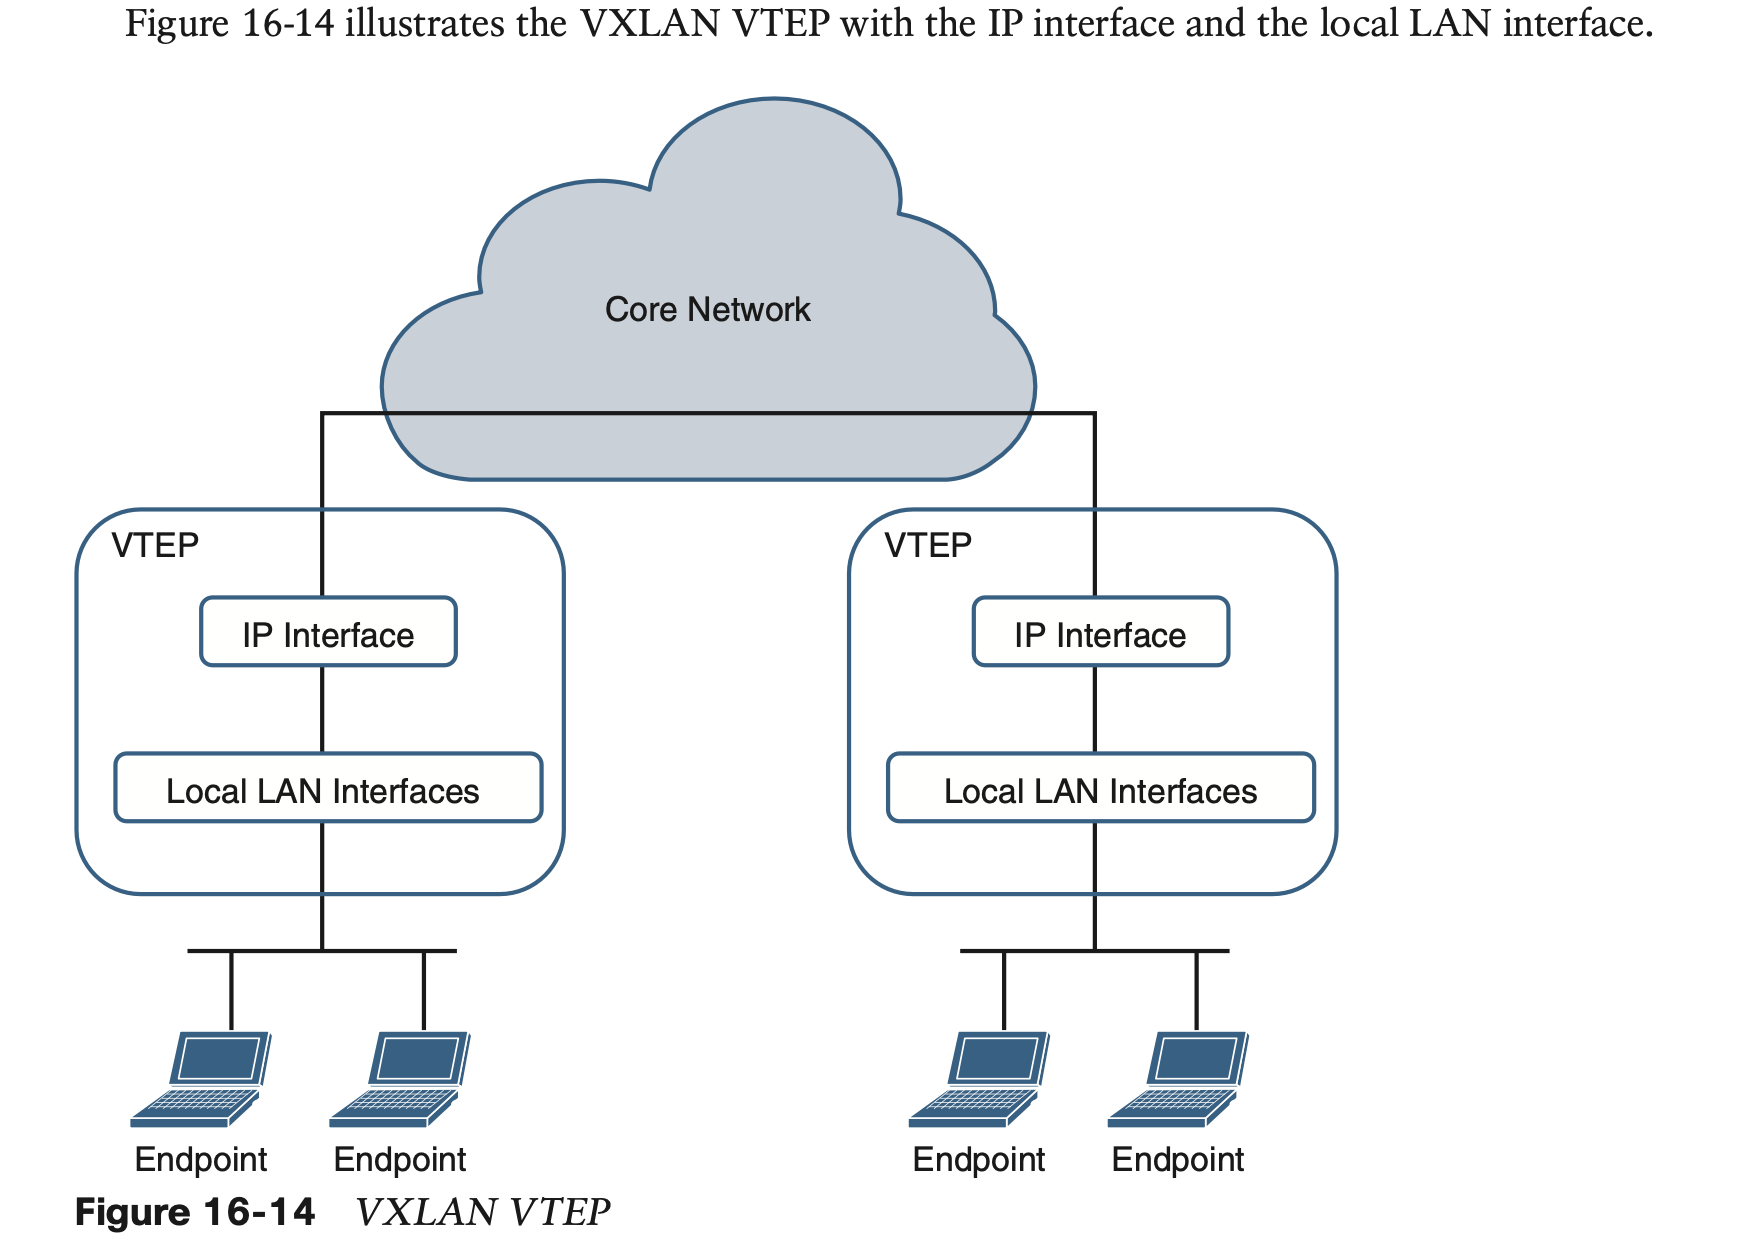 Figure 16-14 illustrates the VXLAN VTEP with the IP interface and the local LAN interface.
Core Network
VTEP
IP Interface
Local LAN Interfaces
VTEP
IP Interface
Local LAN Interfaces
Endpoint
Endpoint
Endpoint
Endpoint
Figure 16-14 VXLAN VTEP